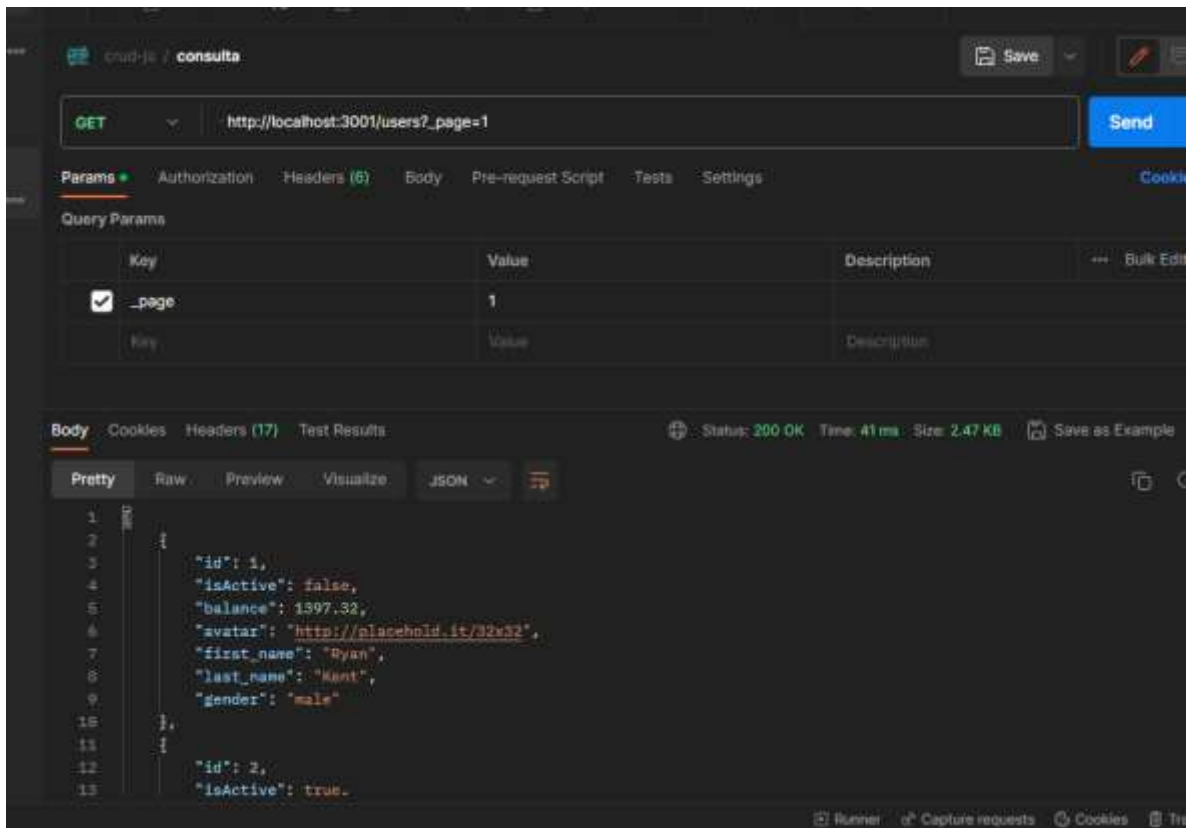 crud-js / consulta
Save
GET http://localhost:3001/users?_page=1 Send
Params Authorization Headers (6) Body Pre-request Script Tests Settings
Query Params
Key Value Description ... Bulk Edit
_page 1
Key Value Description
Body Cookies Headers (17) Test Results Status: 200 OK Time: 41 ms Size: 2.47 KB Save as Example
Pretty Raw Preview Visualize JSON
1 [
2 {
3 "id": 1,
4 "isActive": false,
5 "balance": 1397.32,
6 "avatar": "http://placehold.it/32x32",
7 "first_name": "Ryan",
8 "last_name": "Kent",
9 "gender": "male"
10 },
11 {
12 "id": 2,
13 "isActive": true,
Runner Capture requests Cookies